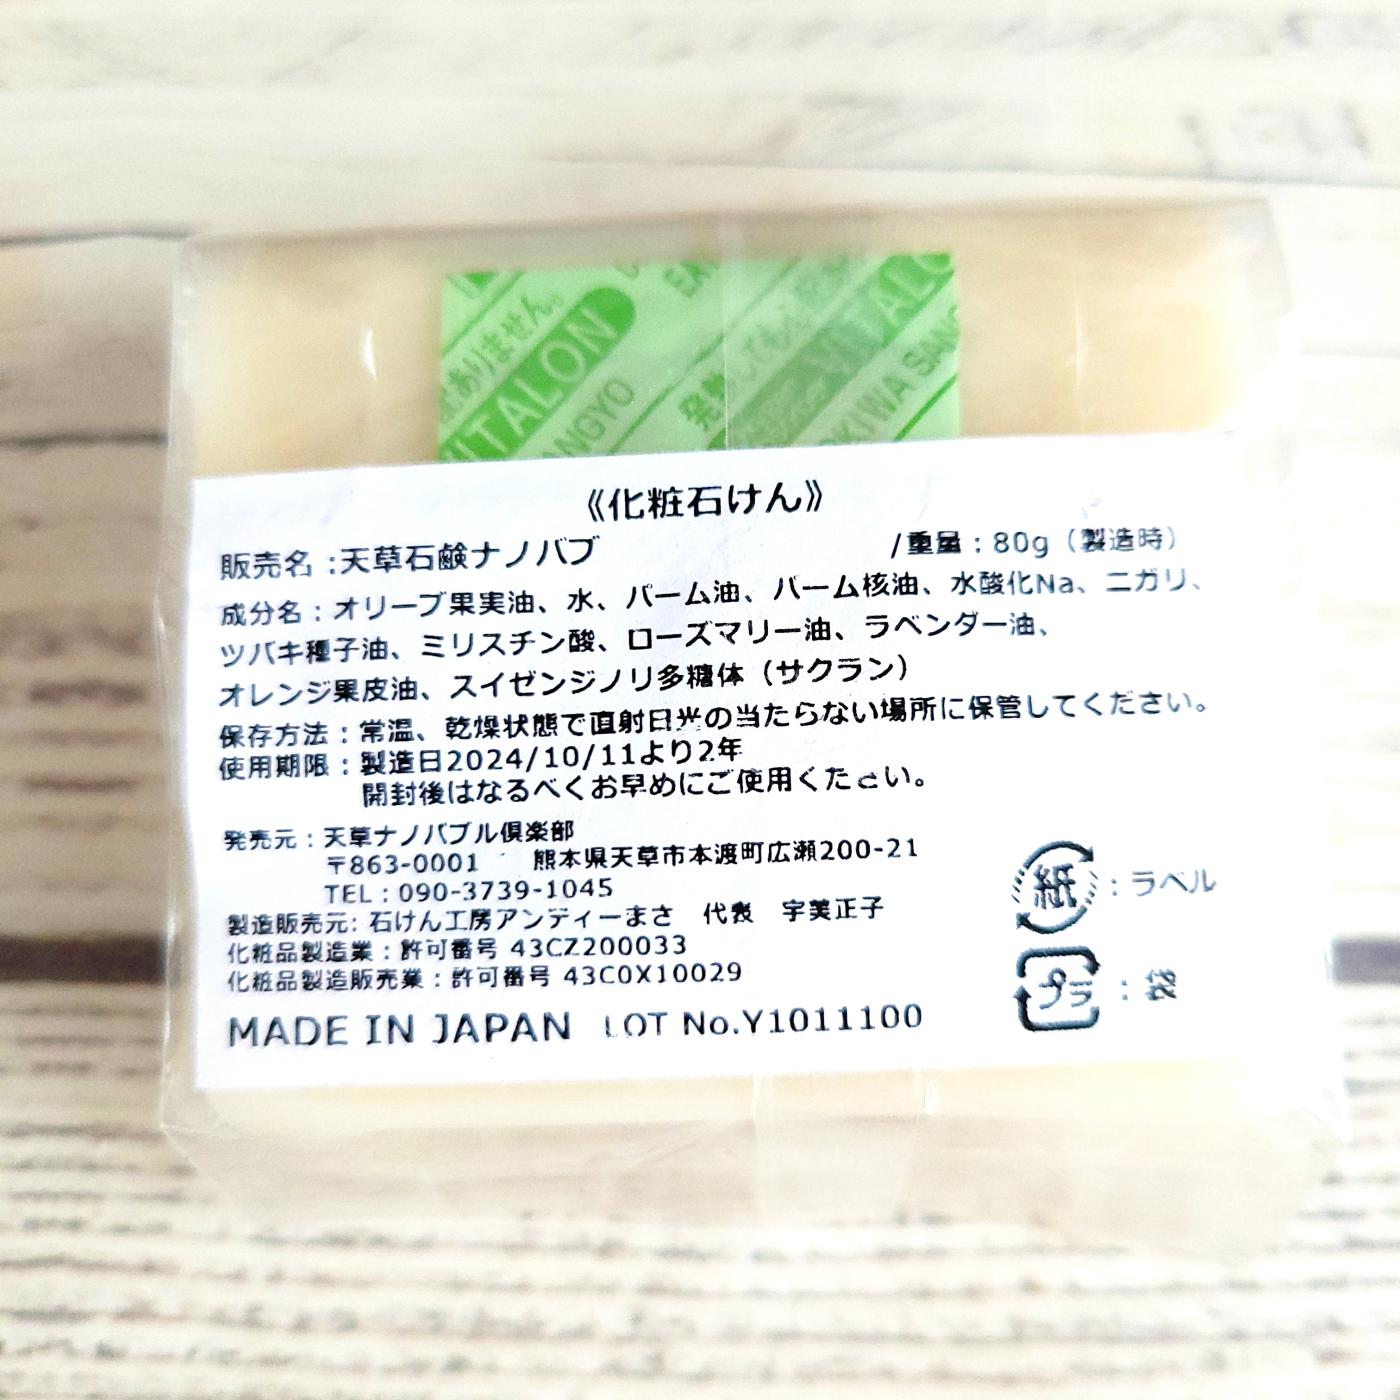 ありません。
VITALON
ANGYO
VITALO
OKIWA SANG
《化粧石けん》
販売名:天草石鹸ナノバブ /重量:80g(製造時)
成分名:オリーブ果実油、水、パーム油、パーム核油、水酸化Na、ニガリ、
ツバキ種子油、ミリスチン酸、ローズマリー油、ラベンダー油、
オレンジ果皮油、スイゼンジノリ多糖体(サクラン)
保存方法:常温、乾燥状態で直射日光の当たらない場所に保管してください。
使用期限:製造日2024/10/11より2年
開封後はなるべくお早めにご使用ください。
発売元:天草ナノバブル倶楽部
〒863-0001 熊本県天草市本渡町広瀬200-21
TEL:090-3739-1045
製造販売元:石けん工房アンティーまさ 代表 宇美正子
化粧品製造業:許可番号 43CZ200033
化粧品製造販売業:許可番号 43C0X10029
MADE IN JAPAN LOT No.Y1011100
紙:ラベル
プラ:袋